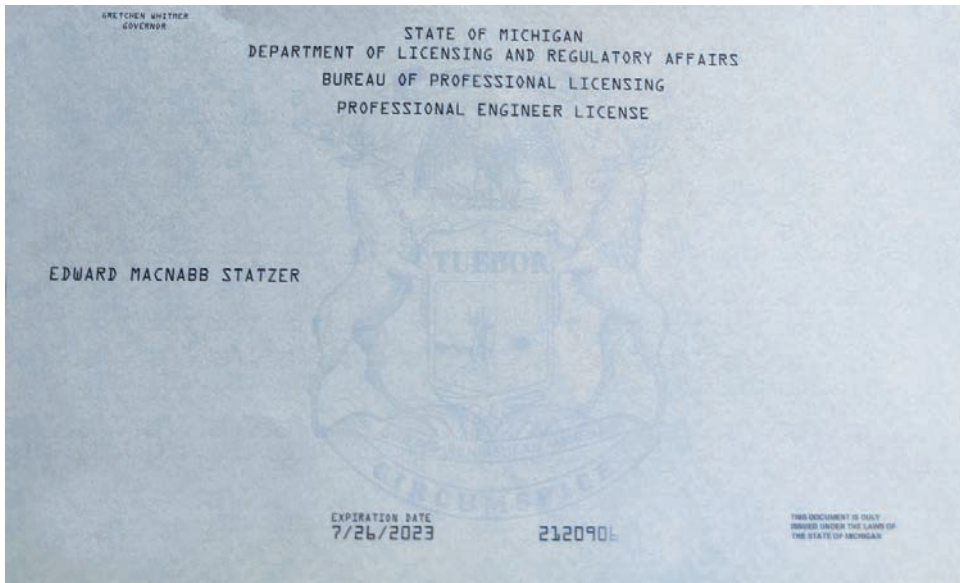 GRETCHEN WHITMER
GOVERNOR
STATE OF MICHIGAN
DEPARTMENT OF LICENSING AND REGULATORY AFFAIRS
BUREAU OF PROFESSIONAL LICENSING
PROFESSIONAL ENGINEER LICENSE
TUEBOR
EDWARD MACNABB STATZER
CIRCUMSPICE
EXPIRATION DATE
7/26/2023
2120906
THIS DOCUMENT IS DULY
ISSUED UNDER THE LAWS OF
THE STATE OF MICHIGAN